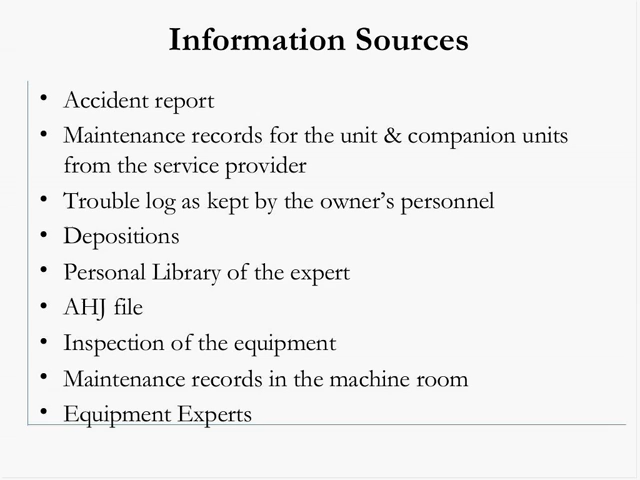 Information Sources
• Accident report
• Maintenance records for the unit & companion units
from the service provider
• Trouble log as kept by the owner’s personnel
• Depositions
• Personal Library of the expert
• AHJ file
• Inspection of the equipment
• Maintenance records in the machine room
• Equipment Experts